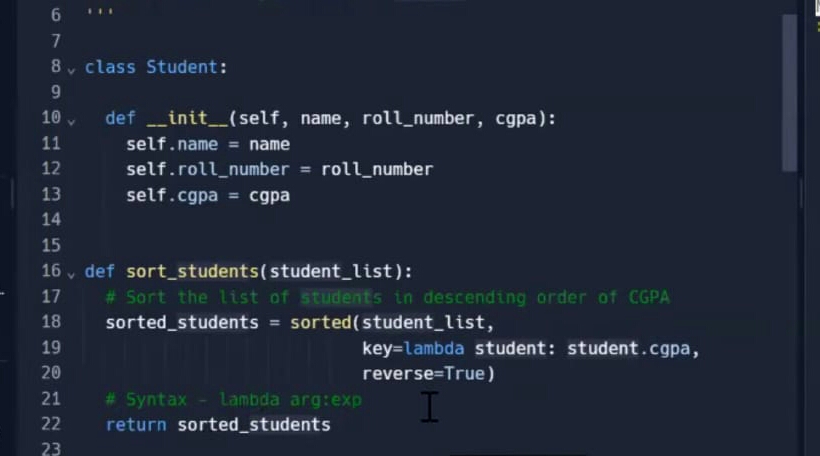 6 '''
7
8 class Student:
9
10 def __init__(self, name, roll_number, cgpa):
11 self.name = name
12 self.roll_number = roll_number
13 self.cgpa = cgpa
14
15
16 def sort_students(student_list):
17 # Sort the list of students in descending order of CGPA
18 sorted_students = sorted(student_list,
19 key=lambda student: student.cgpa,
20 reverse=True)
21 # Syntax - lambda arg:exp
22 return sorted_students
23